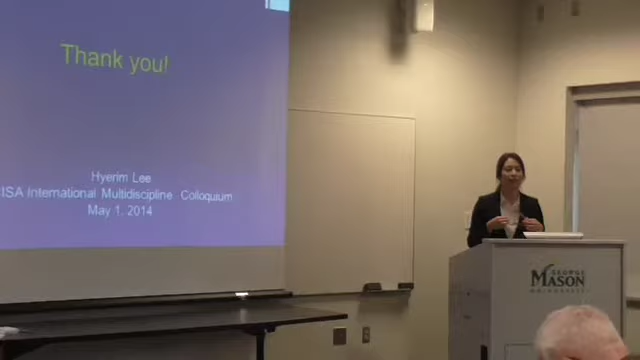 Thank you!
Hyerim Lee
ISA International Multidiscipline Colloquium
May 1, 2014
GEORGE
MASON
UNIVERSITY